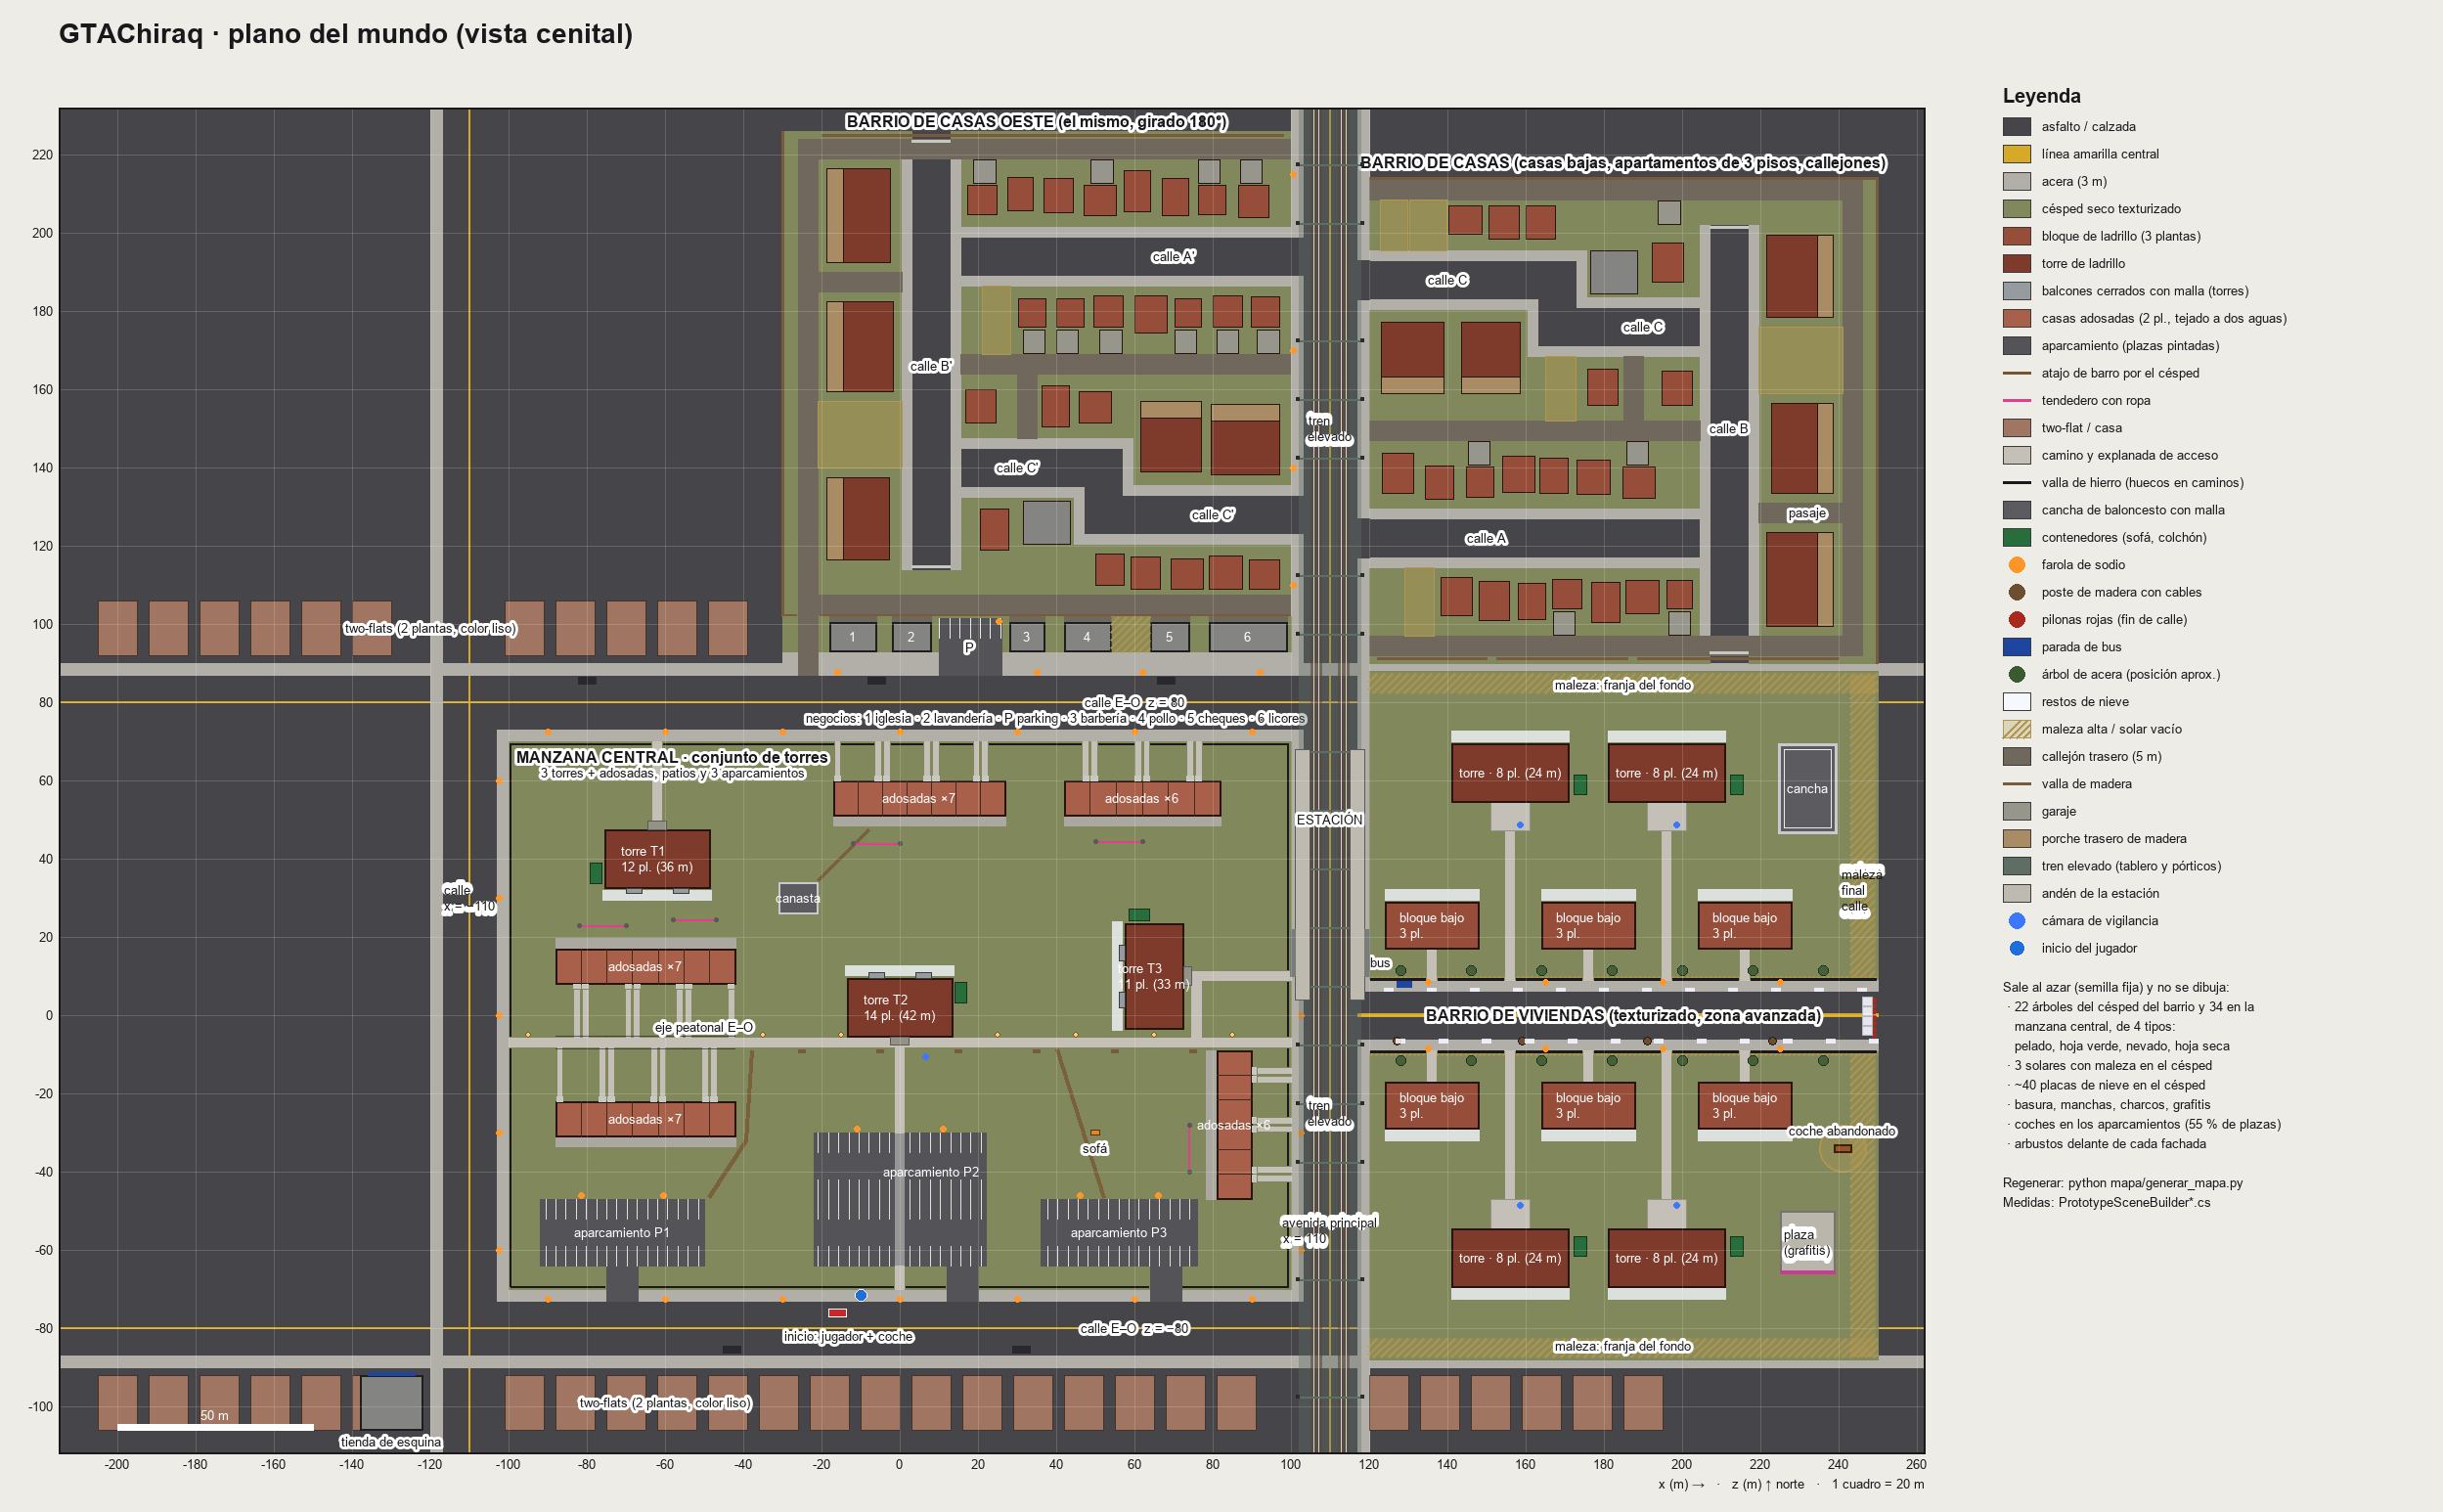 GTAChiraq · plano del mundo (vista cenital)
BARRIO DE CASAS OESTE (el mismo, girado 180°)
BARRIO DE CASAS (casas bajas, apartamentos de 3 pisos, callejones)
220
200
180
160
140
120
100
80
60
40
20
0
-20
-40
-60
-80
-100
calle A'
calle B'
calle C'
calle C'
calle C
calle C
calle B
pasaje
calle A
tren
elevado
1
2
P
3
4
5
6
two-flats (2 plantas, color liso)
calle E–O z = 80
negocios: 1 iglesia · 2 lavandería · P parking · 3 barbería · 4 pollo · 5 cheques · 6 licores
maleza: franja del fondo
MANZANA CENTRAL · conjunto de torres
3 torres + adosadas, patios y 3 aparcamientos
adosadas ×7
adosadas ×6
ESTACIÓN
torre · 8 pl. (24 m)
torre · 8 pl. (24 m)
cancha
torre T1
12 pl. (36 m)
canasta
calle
x = −110
maleza
final
calle
bloque bajo
3 pl.
bloque bajo
3 pl.
bloque bajo
3 pl.
adosadas ×7
torre T2
14 pl. (42 m)
torre T3
11 pl. (33 m)
bus
eje peatonal E–O
BARRIO DE VIVIENDAS (texturizado, zona avanzada)
adosadas ×7
adosadas ×6
tren
elevado
bloque bajo
3 pl.
bloque bajo
3 pl.
bloque bajo
3 pl.
coche abandonado
sofá
aparcamiento P2
aparcamiento P1
aparcamiento P3
avenida principal
x = 110
torre · 8 pl. (24 m)
torre · 8 pl. (24 m)
plaza
(grafitis)
inicio: jugador + coche
calle E–O z = −80
maleza: franja del fondo
two-flats (2 plantas, color liso)
50 m
tienda de esquina
-200
-180
-160
-140
-120
-100
-80
-60
-40
-20
0
20
40
60
80
100
120
140
160
180
200
220
240
260
x (m) → · z (m) ↑ norte · 1 cuadro = 20 m
Leyenda
asfalto / calzada
línea amarilla central
acera (3 m)
césped seco texturizado
bloque de ladrillo (3 plantas)
torre de ladrillo
balcones cerrados con malla (torres)
casas adosadas (2 pl., tejado a dos aguas)
aparcamiento (plazas pintadas)
atajo de barro por el césped
tendedero con ropa
two-flat / casa
camino y explanada de acceso
valla de hierro (huecos en caminos)
cancha de baloncesto con malla
contenedores (sofá, colchón)
farola de sodio
poste de madera con cables
pilonas rojas (fin de calle)
parada de bus
árbol de acera (posición aprox.)
restos de nieve
maleza alta / solar vacío
callejón trasero (5 m)
valla de madera
garaje
porche trasero de madera
tren elevado (tablero y pórticos)
andén de la estación
cámara de vigilancia
inicio del jugador
Sale al azar (semilla fija) y no se dibuja:
· 22 árboles del césped del barrio y 34 en la
manzana central, de 4 tipos:
pelado, hoja verde, nevado, hoja seca
· 3 solares con maleza en el césped
· ~40 placas de nieve en el césped
· basura, manchas, charcos, grafitis
· coches en los aparcamientos (55 % de plazas)
· arbustos delante de cada fachada
Regenerar: python mapa/generar_mapa.py
Medidas: PrototypeSceneBuilder*.cs